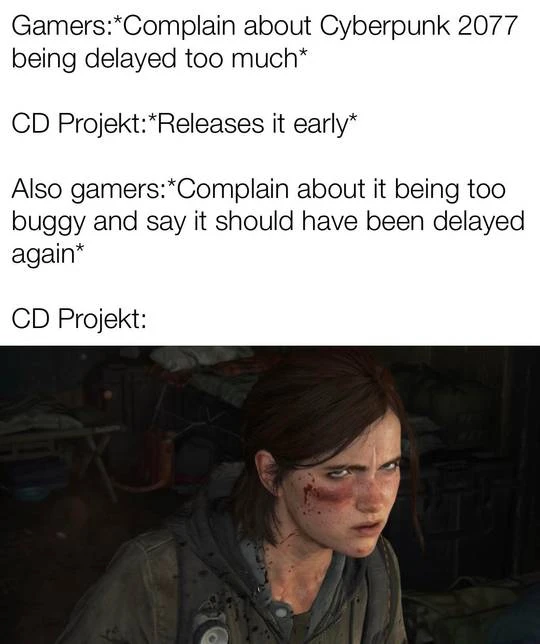 Gamers:*Complain about Cyberpunk 2077
being delayed too much*
CD Projekt:*Releases it early*
Also gamers:*Complain about it being too
buggy and say it should have been delayed
again*
CD Projekt: